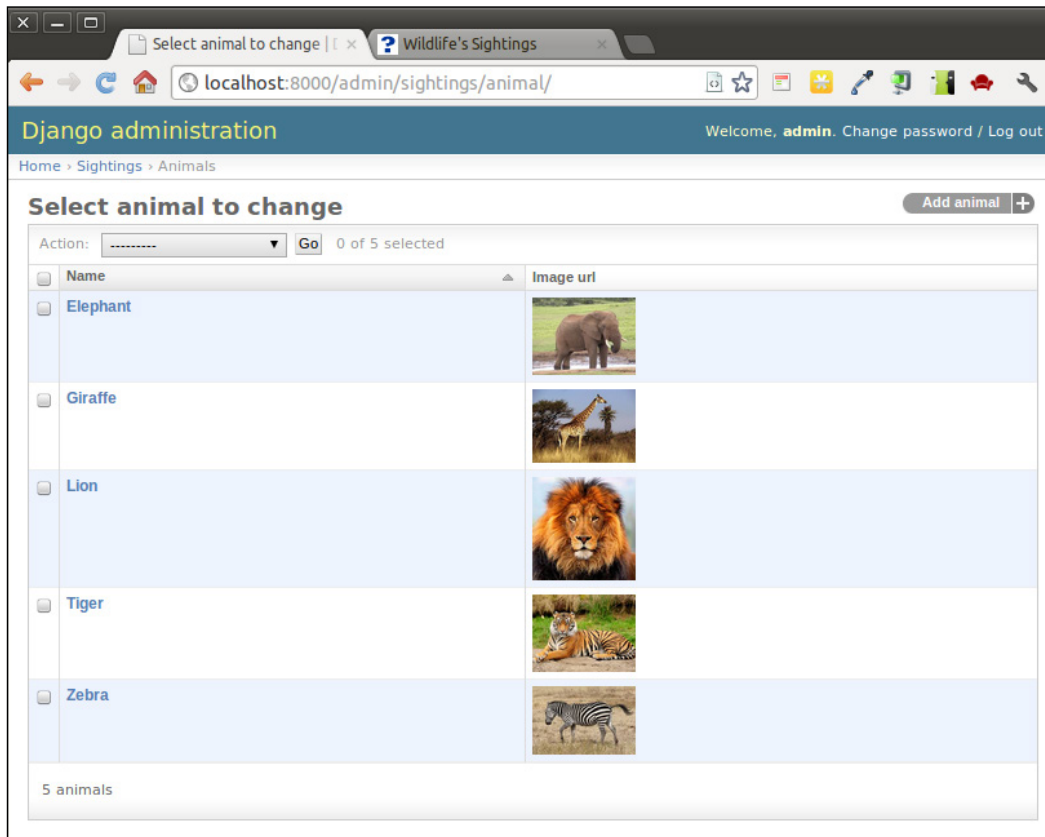 Select animal to change | [
Wildlife's Sightings
localhost:8000/admin/sightings/animal/
Django administration
Welcome, admin. Change password / Log out
Home › Sightings › Animals
Select animal to change
Add animal +
Action: --------- Go 0 of 5 selected
Name Image url
Elephant
Giraffe
Lion
Tiger
Zebra
5 animals